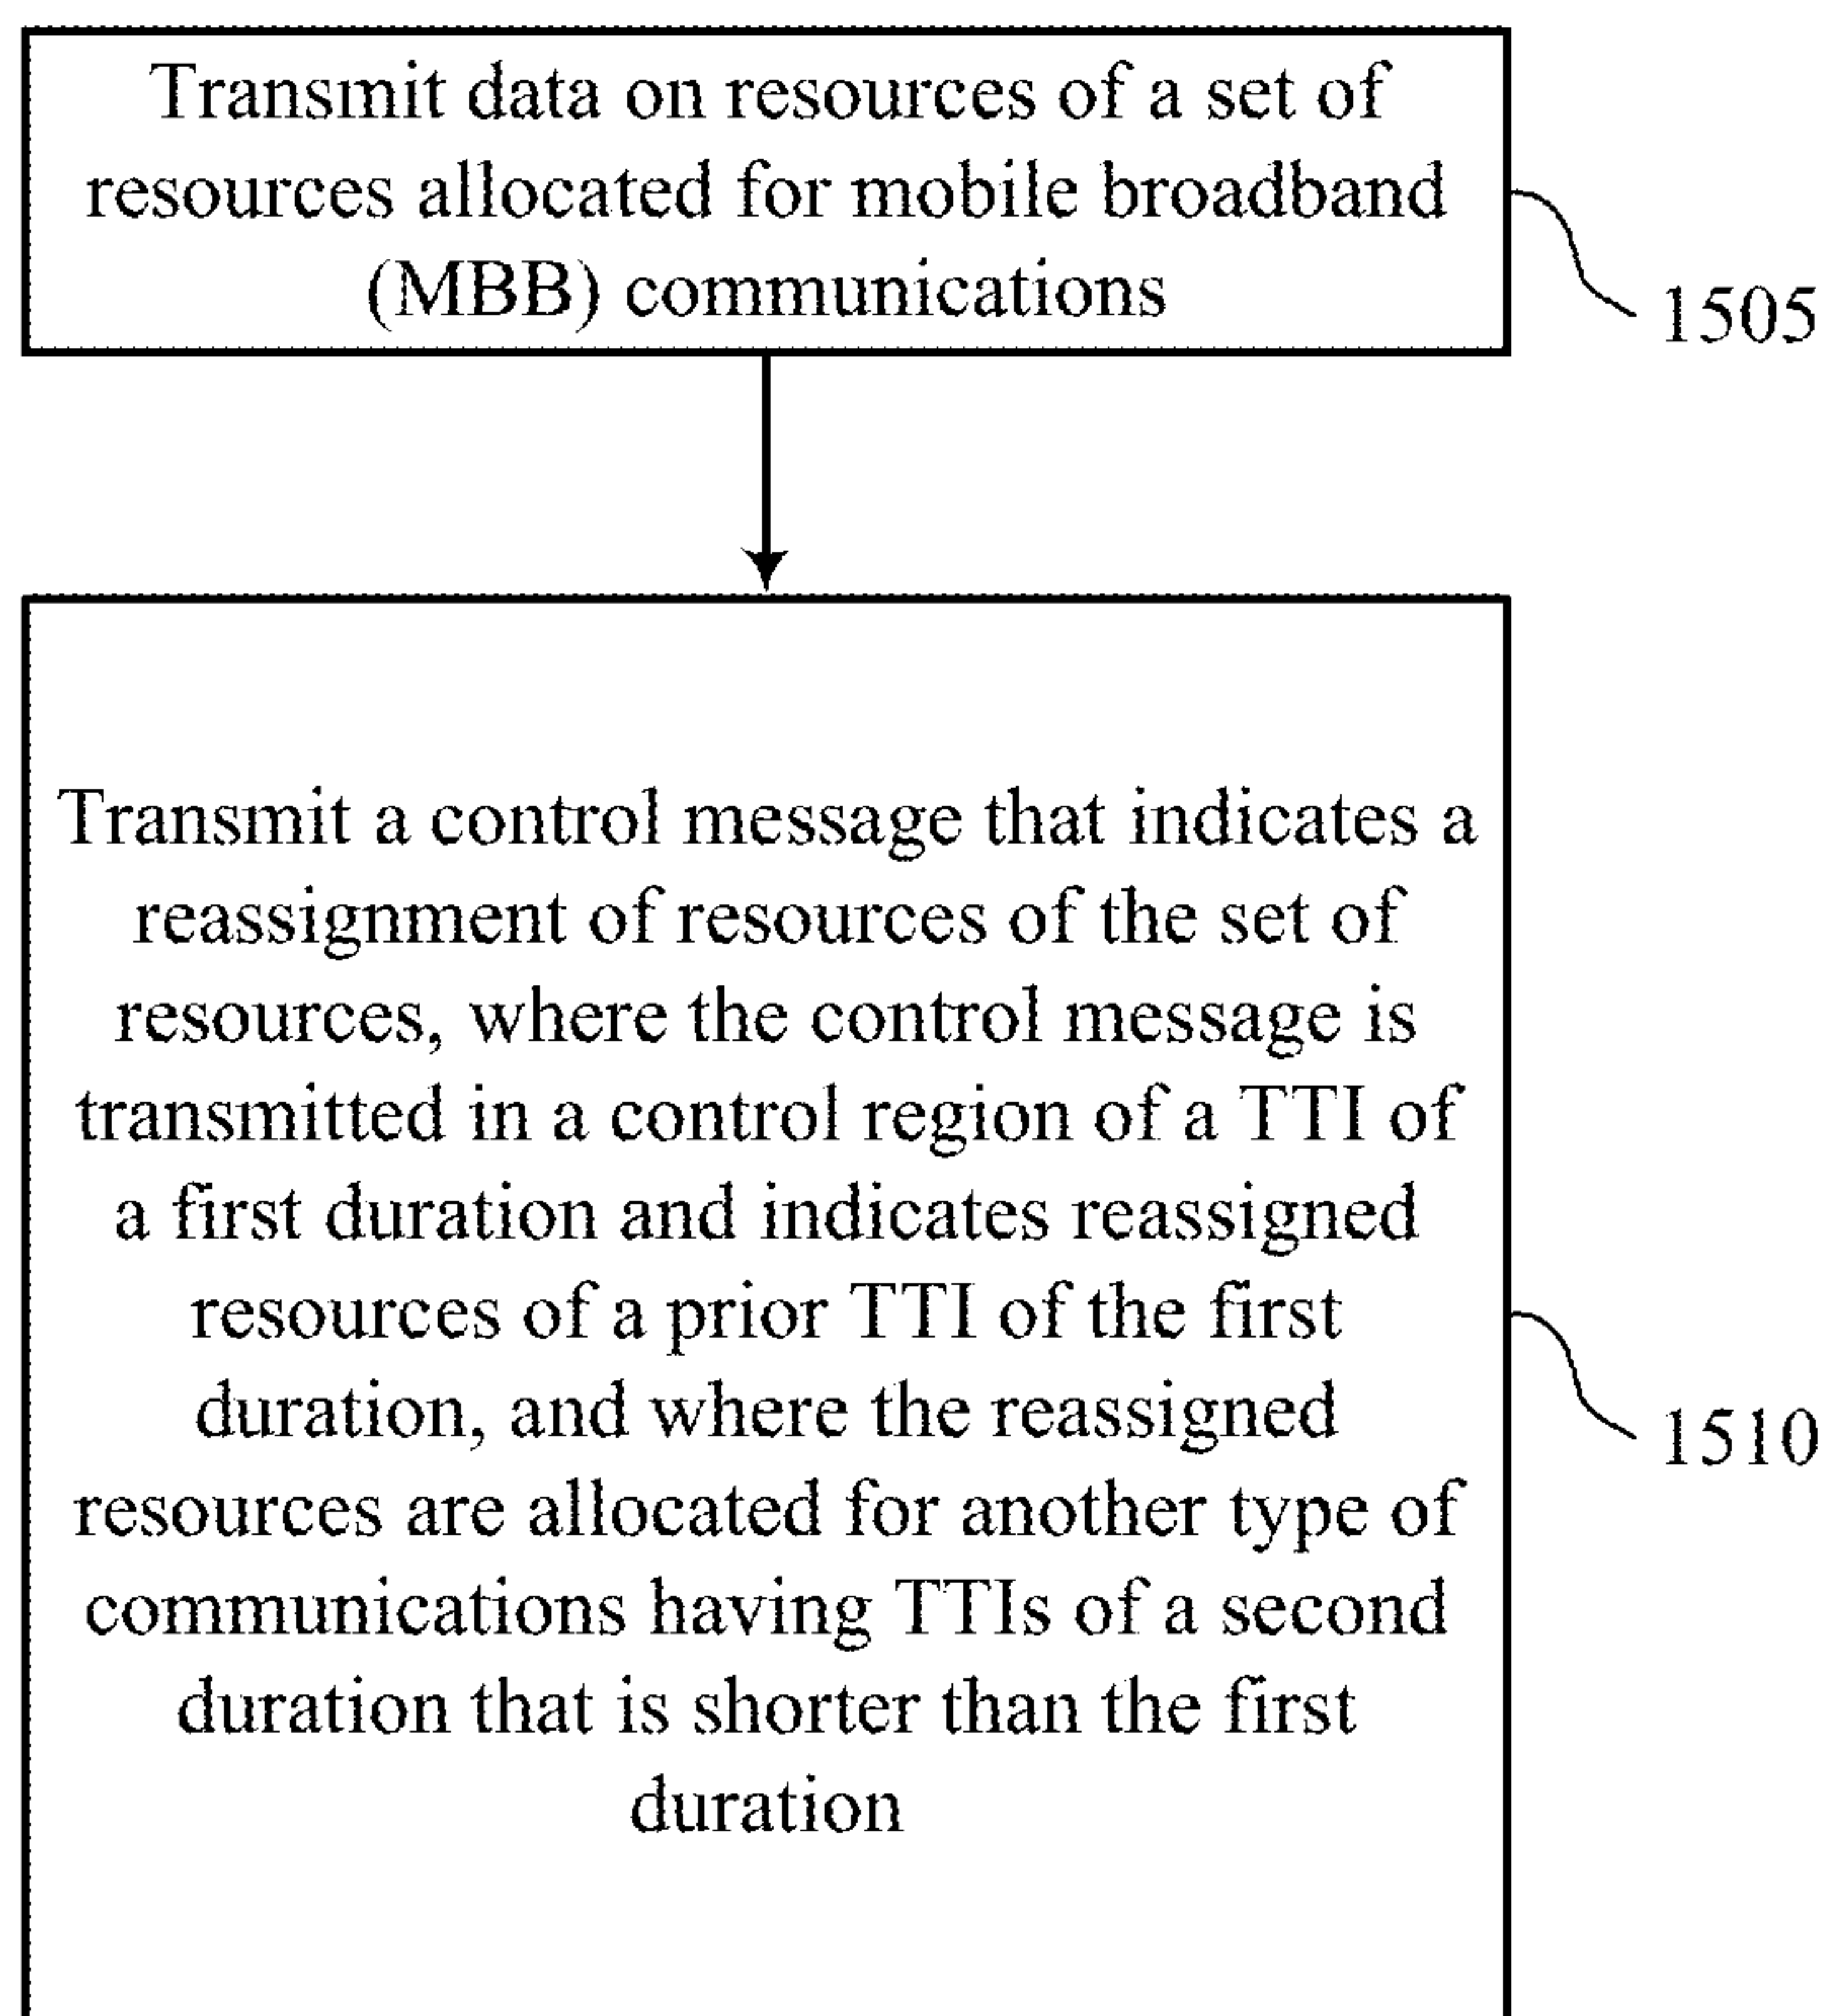 Transmit data on resources of a set of
resources allocated for mobile broadband
(MBB) communications
1505
Transmit a control message that indicates a
reassignment of resources of the set of
resources, where the control message is
transmitted in a control region of a TTI of
a first duration and indicates reassigned
resources of a prior TTI of the first
duration, and where the reassigned
resources are allocated for another type of
communications having TTIs of a second
duration that is shorter than the first
duration
1510